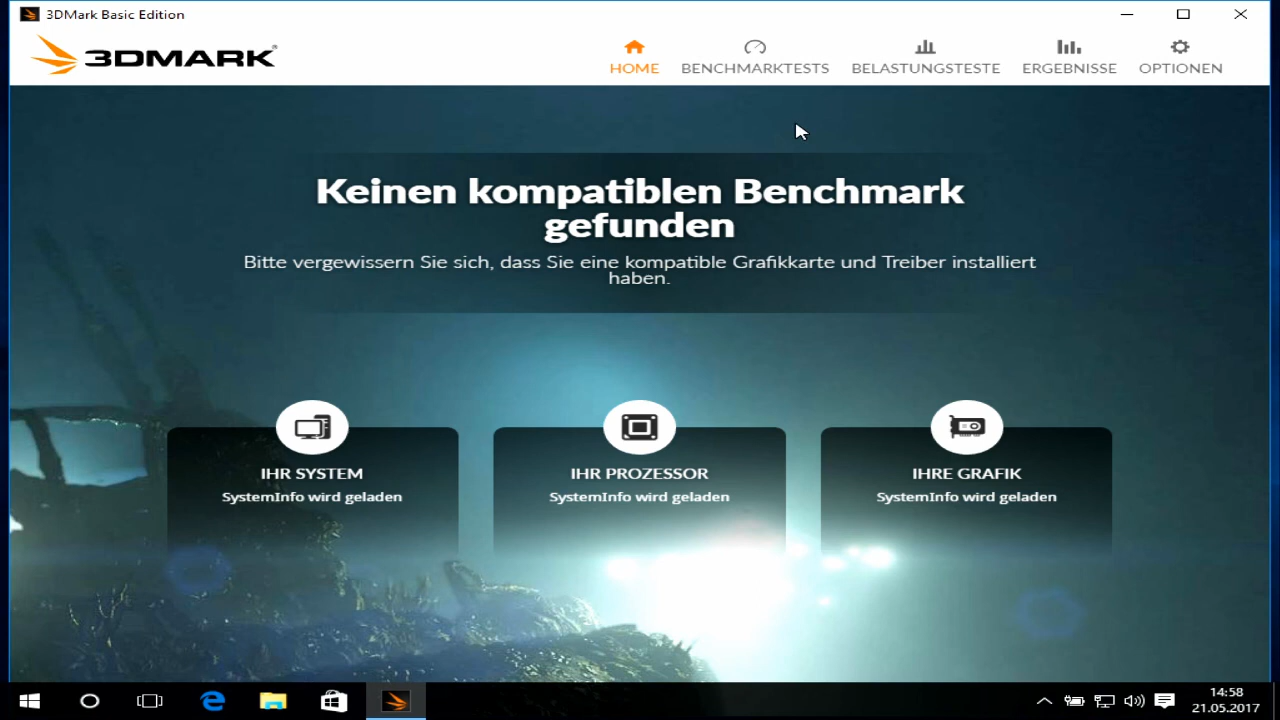 3DMark Basic Edition
3DMARK
HOME BENCHMARKTESTS BELASTUNGSTESTE ERGEBNISSE OPTIONEN
Keinen kompatiblen Benchmark
gefunden
Bitte vergewissern Sie sich, dass Sie eine kompatible Grafikkarte und Treiber installiert
haben.
IHR SYSTEM
SystemInfo wird geladen
IHR PROZESSOR
SystemInfo wird geladen
IHRE GRAFIK
SystemInfo wird geladen
14:58
21.05.2017